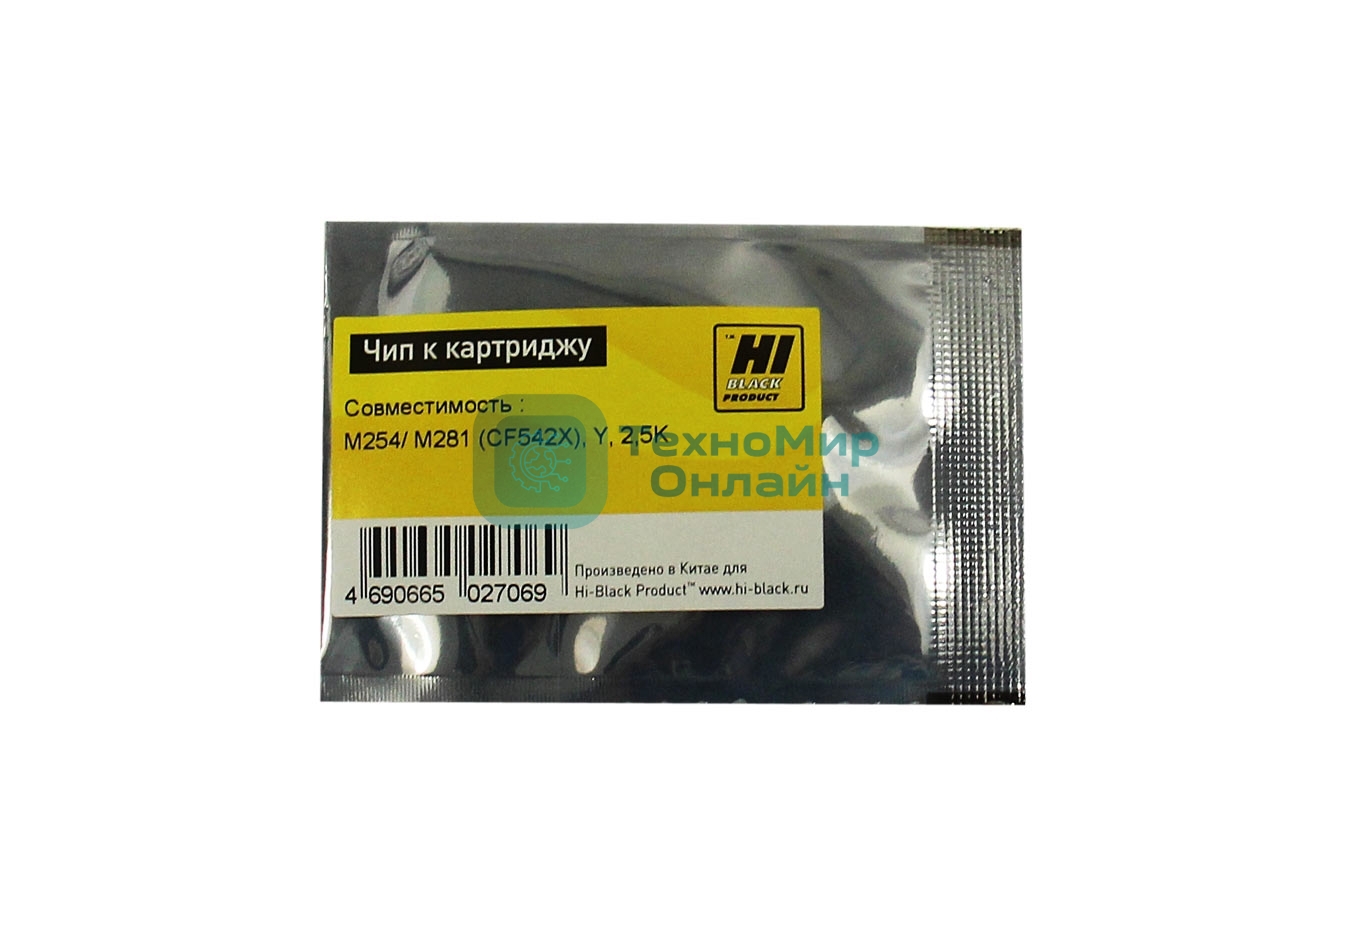 Чип к картриджу
T.M.
HI
BLACK
PRODUCT
Совместимость :
M254/ M281 (CF542X), Y, 2,5K
ТехноМир
Онлайн
4 690665 027069
Произведено в Китае для
Hi-Black Product™ www.hi-black.ru